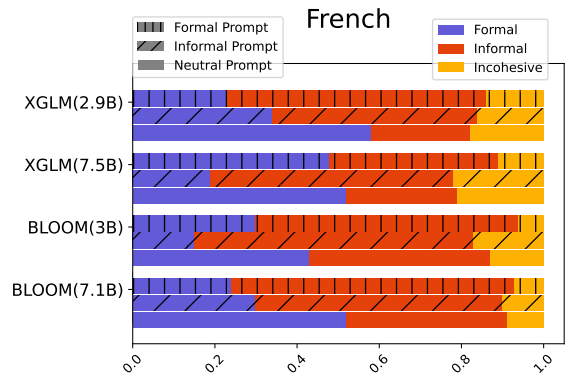 French
Formal Prompt
Informal Prompt
Neutral Prompt
Formal
Informal
Incohesive
XGLM(2.9B)
XGLM(7.5B)
BLOOM(3B)
BLOOM(7.1B)
0.0
0.2
0.4
0.6
0.8
1.0